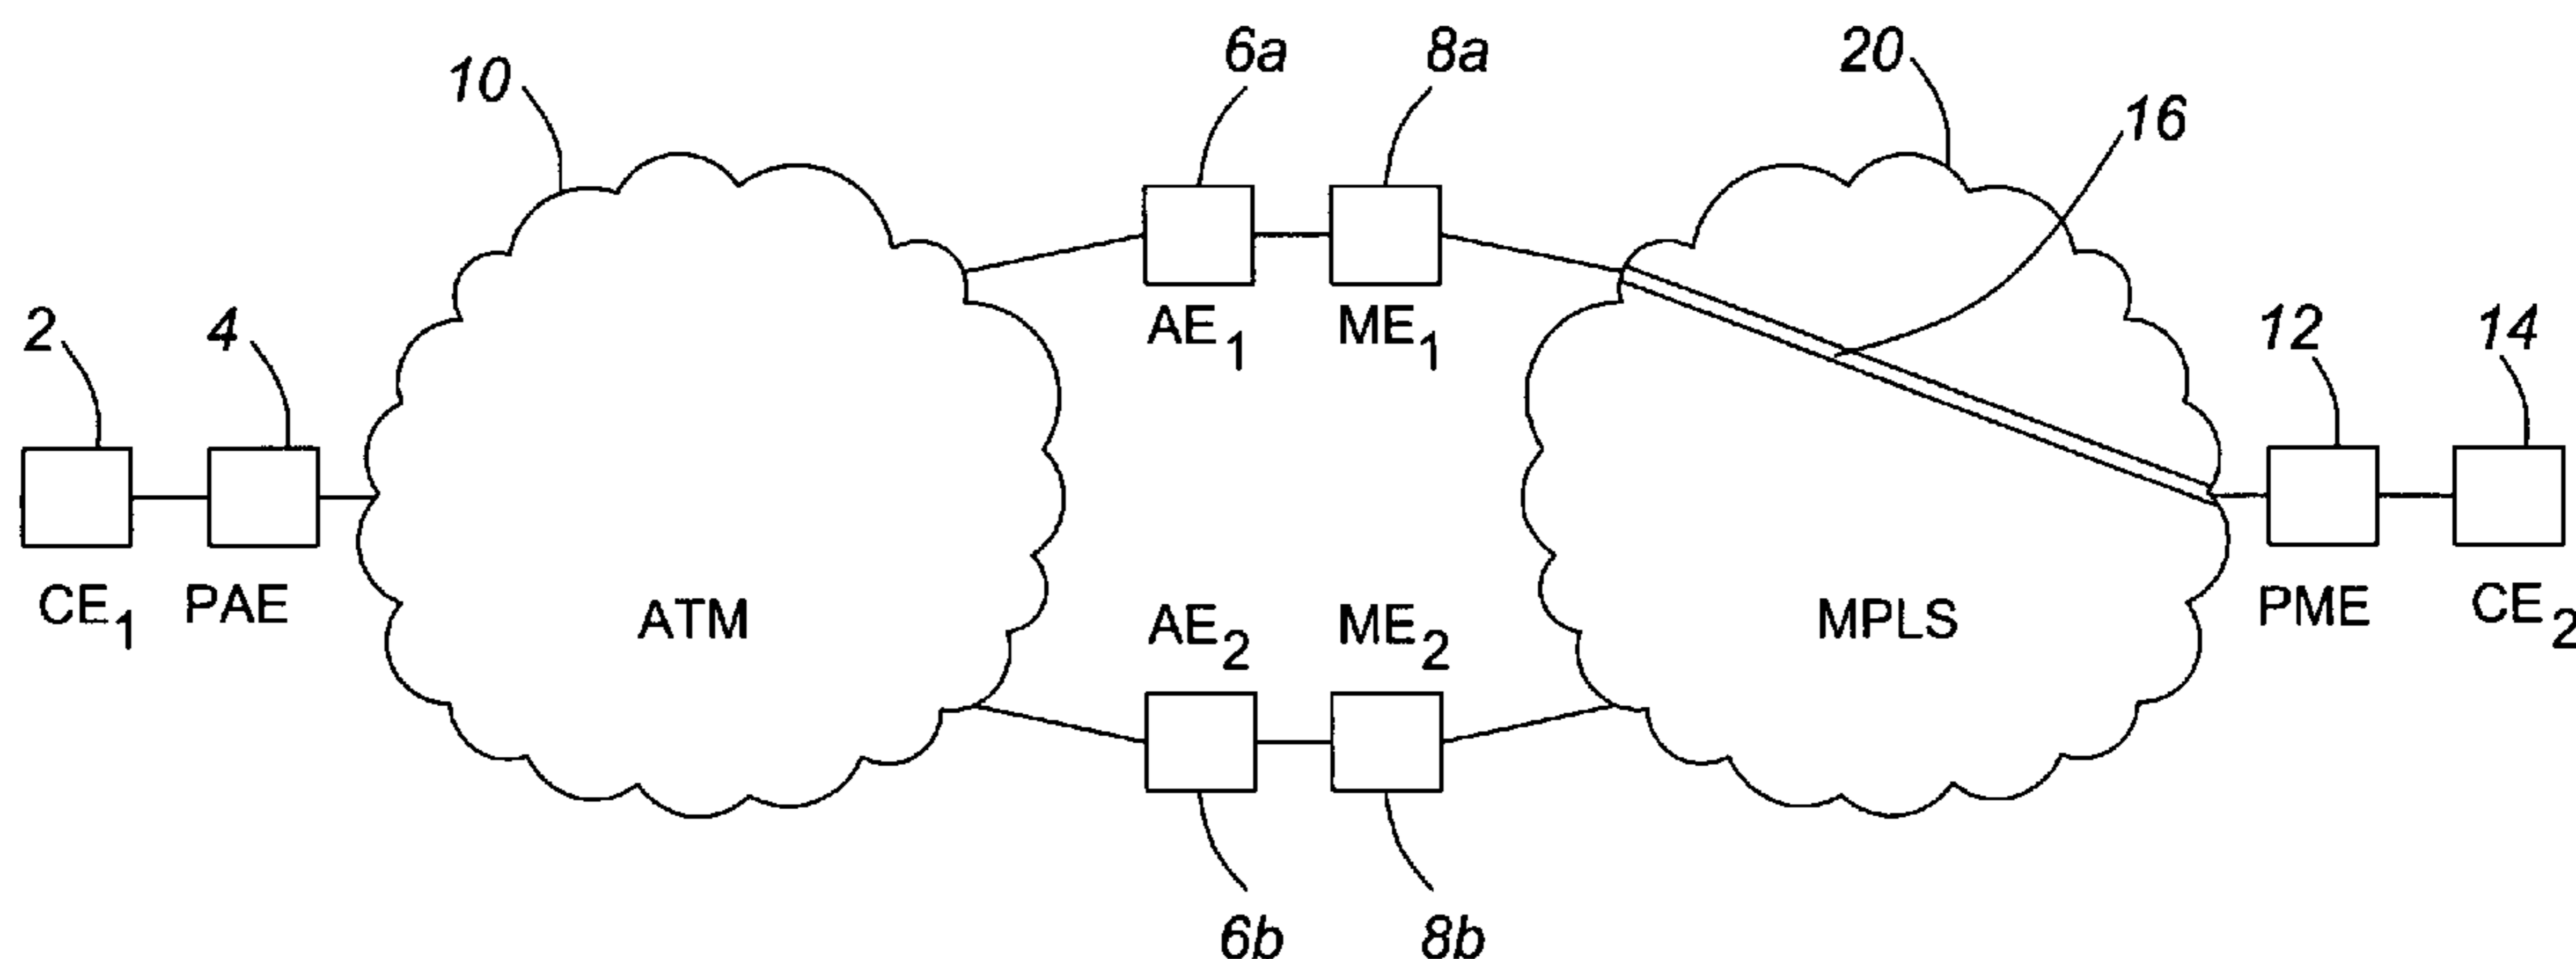 6a 8a 20
10 16
AE1 ME1
2 4 12 14
CE1 PAE ATM AE2 ME2 MPLS PME CE2
6b 8b